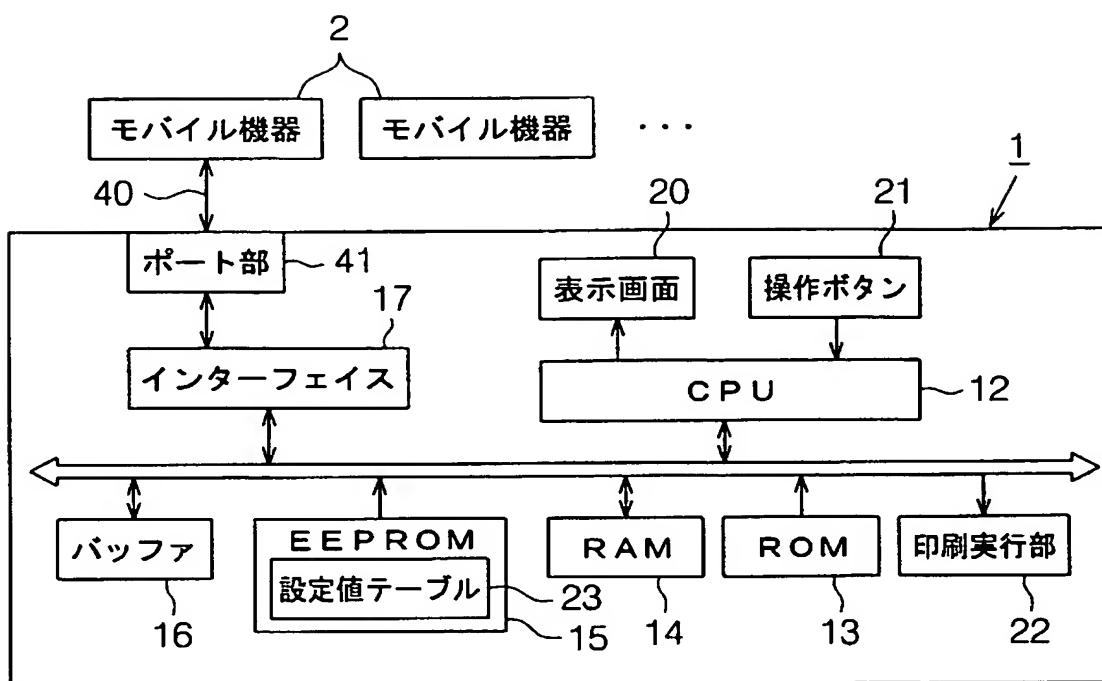 2
モバイル機器 モバイル機器 ・・・
1
40 20 21
ポート部 41 表示画面 操作ボタン
17
インターフェイス CPU 12
バッファ EEPROM RAM ROM 印刷実行部
設定値テーブル 23
16 15 14 13 22